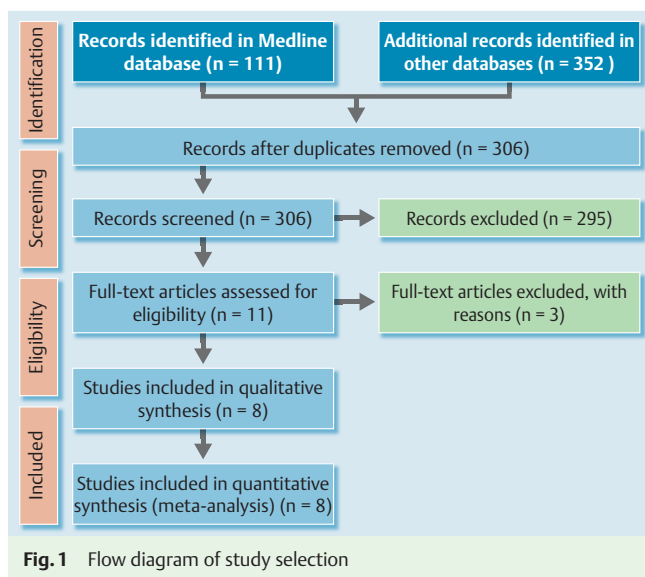 Identification
Records identified in Medline
database (n = 111)
Additional records identified in
other databases (n = 352 )
Records after duplicates removed (n = 306)
Screening
Records screened (n = 306)
Records excluded (n = 295)
Eligibility
Full-text articles assessed for
eligibility (n = 11)
Full-text articles excluded, with
reasons (n = 3)
Studies included in qualitative
synthesis (n = 8)
Included
Studies included in quantitative
synthesis (meta-analysis) (n = 8)
Fig. 1 Flow diagram of study selection